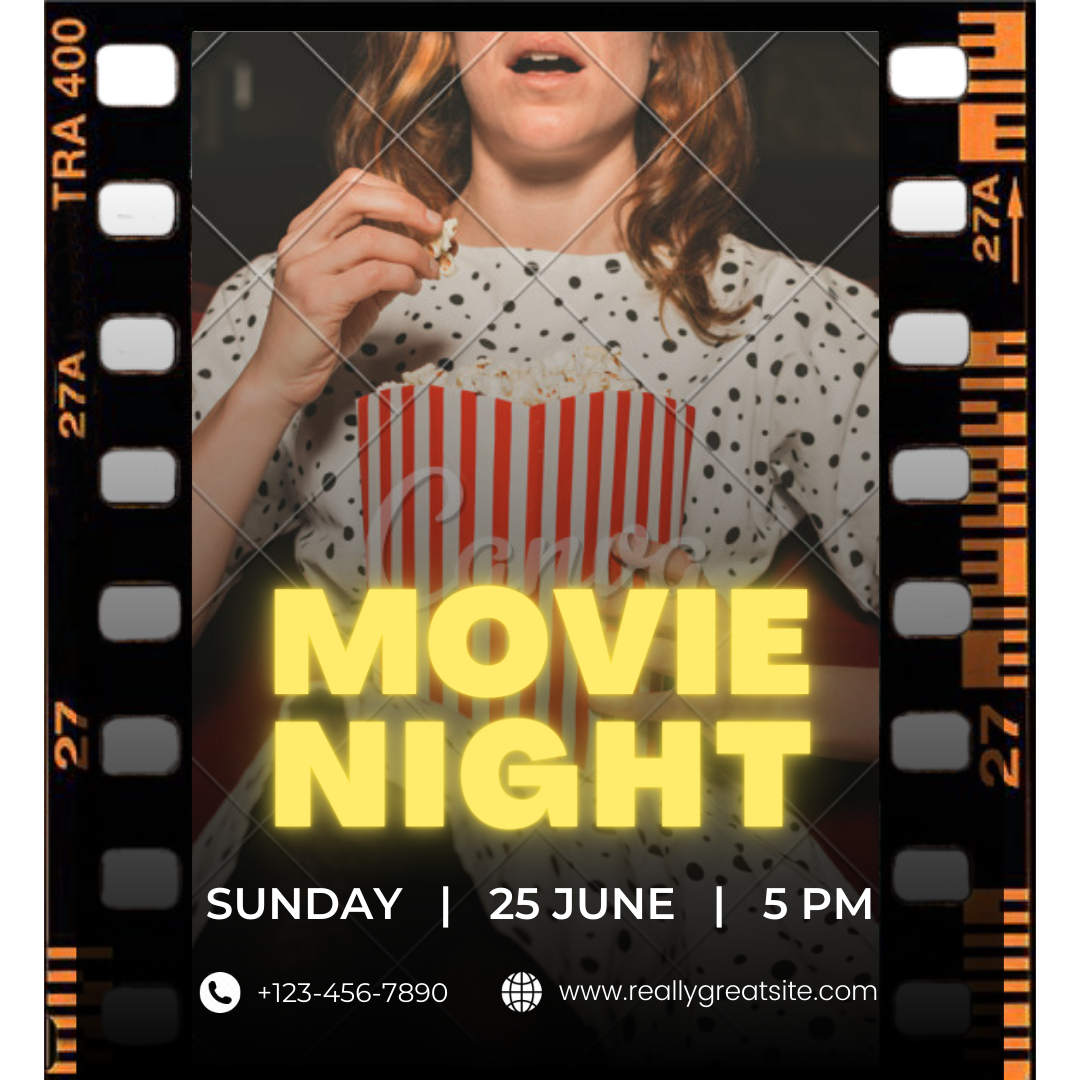 TRA 400
27A
27
27A
27
Canva
MOVIE
NIGHT
SUNDAY | 25 JUNE | 5 PM
+123-456-7890
www.reallygreatsite.com